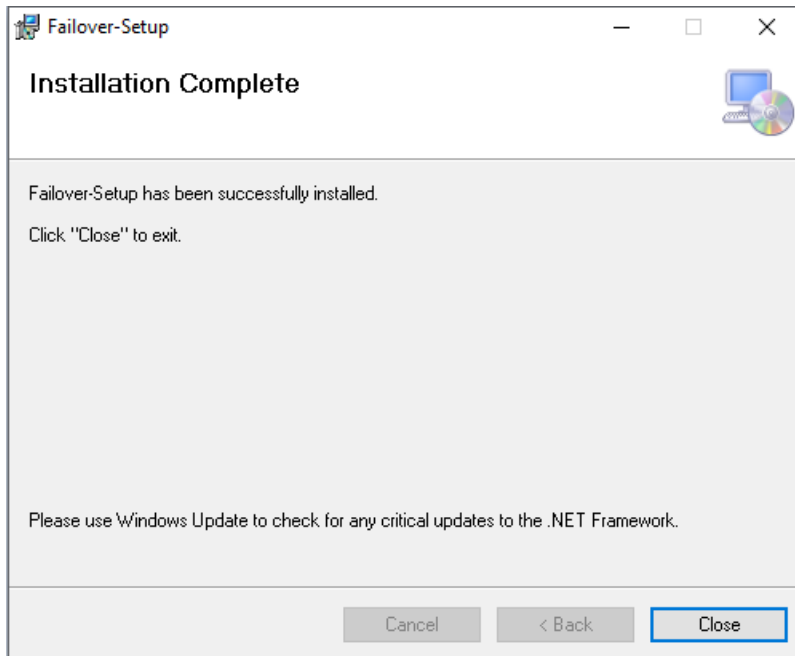 Failover-Setup
Installation Complete
Failover-Setup has been successfully installed.
Click "Close" to exit.
Please use Windows Update to check for any critical updates to the .NET Framework.
Cancel
< Back
Close